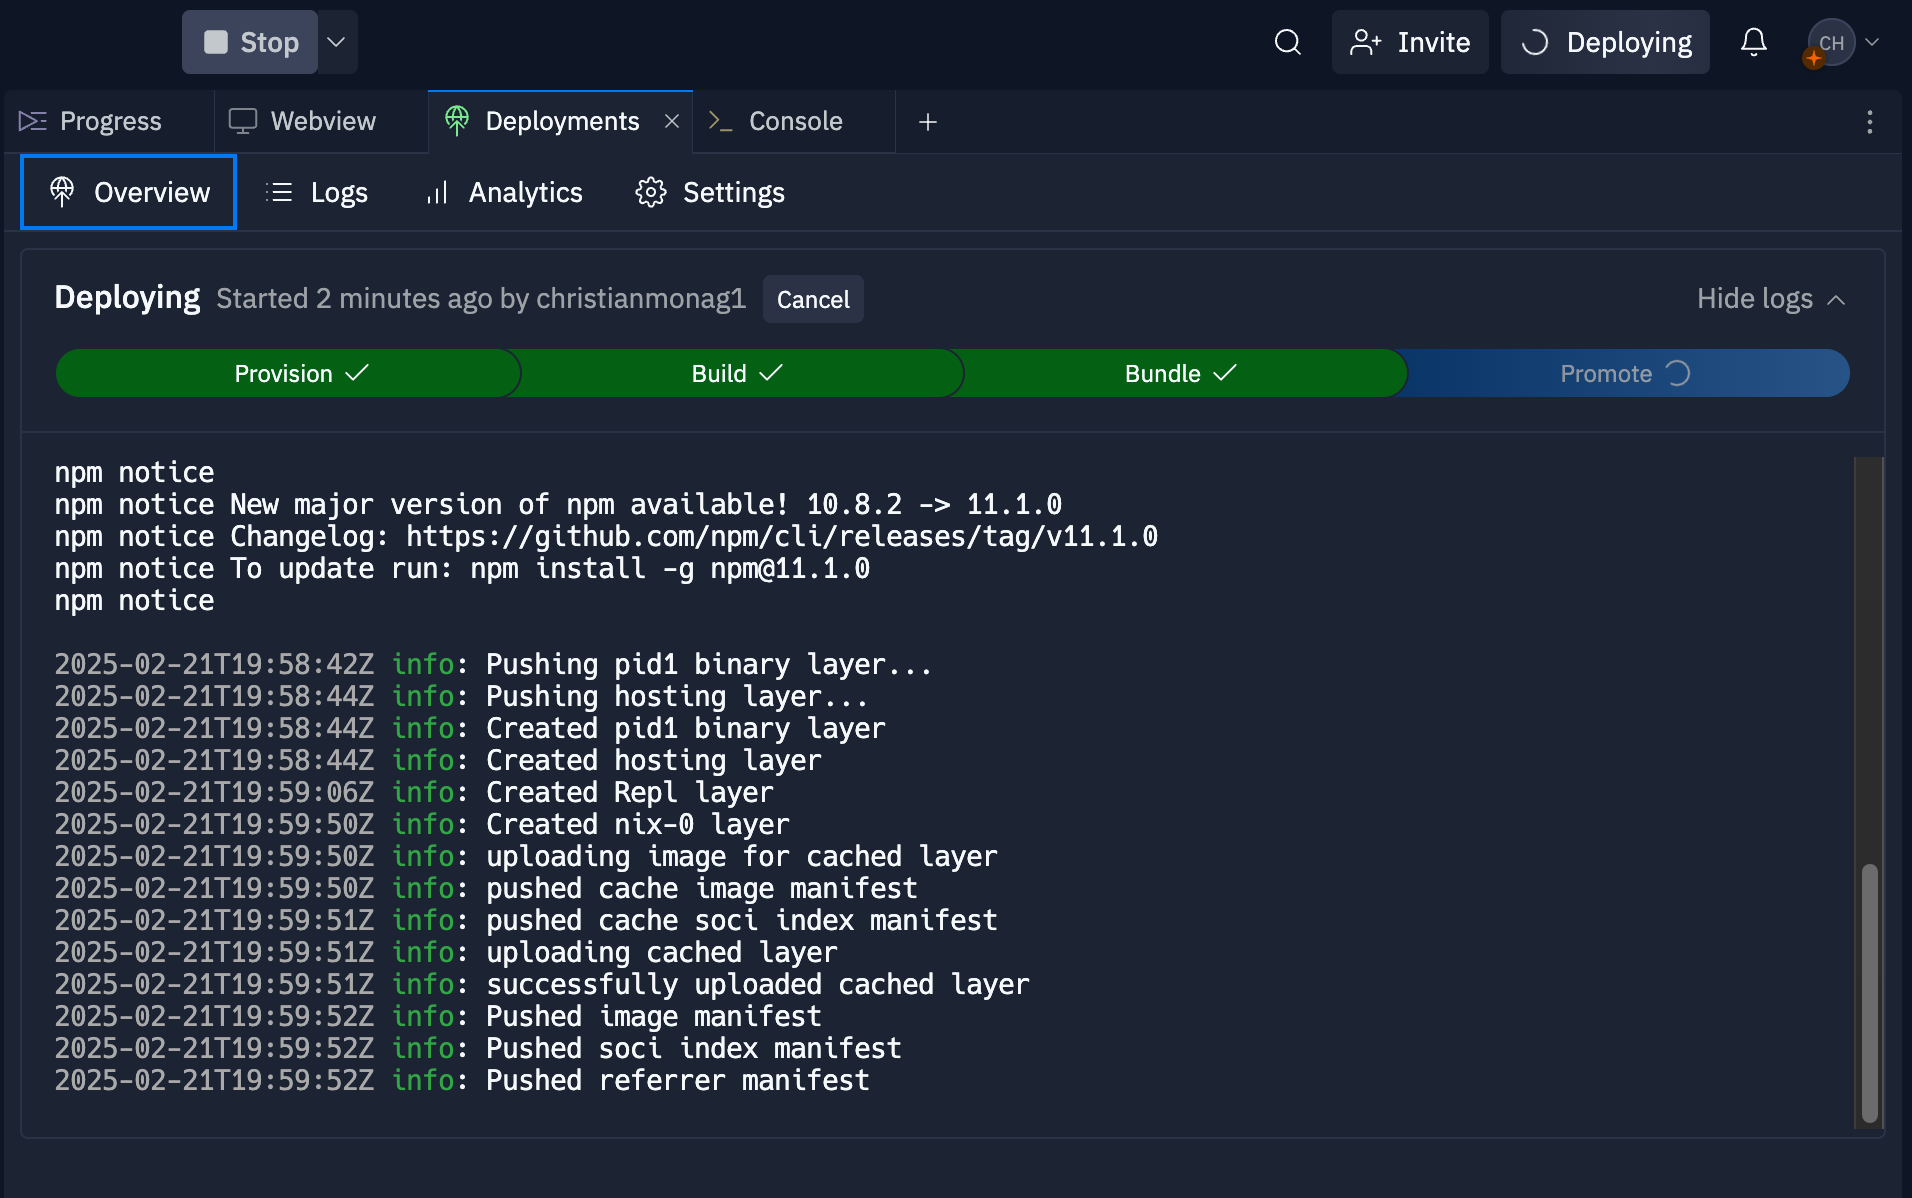 Stop
Invite
Deploying
CH
Progress
Webview
Deployments
Console
Overview
Logs
Analytics
Settings
Deploying Started 2 minutes ago by christianmonag1 Cancel
Hide logs
Provision
Build
Bundle
Promote
npm notice
npm notice New major version of npm available! 10.8.2 -> 11.1.0
npm notice Changelog: https://github.com/npm/cli/releases/tag/v11.1.0
npm notice To update run: npm install -g npm@11.1.0
npm notice
2025-02-21T19:58:42Z info: Pushing pid1 binary layer...
2025-02-21T19:58:44Z info: Pushing hosting layer...
2025-02-21T19:58:44Z info: Created pid1 binary layer
2025-02-21T19:58:44Z info: Created hosting layer
2025-02-21T19:59:06Z info: Created Repl layer
2025-02-21T19:59:50Z info: Created nix-0 layer
2025-02-21T19:59:50Z info: uploading image for cached layer
2025-02-21T19:59:50Z info: pushed cache image manifest
2025-02-21T19:59:51Z info: pushed cache soci index manifest
2025-02-21T19:59:51Z info: uploading cached layer
2025-02-21T19:59:51Z info: successfully uploaded cached layer
2025-02-21T19:59:52Z info: Pushed image manifest
2025-02-21T19:59:52Z info: Pushed soci index manifest
2025-02-21T19:59:52Z info: Pushed referrer manifest